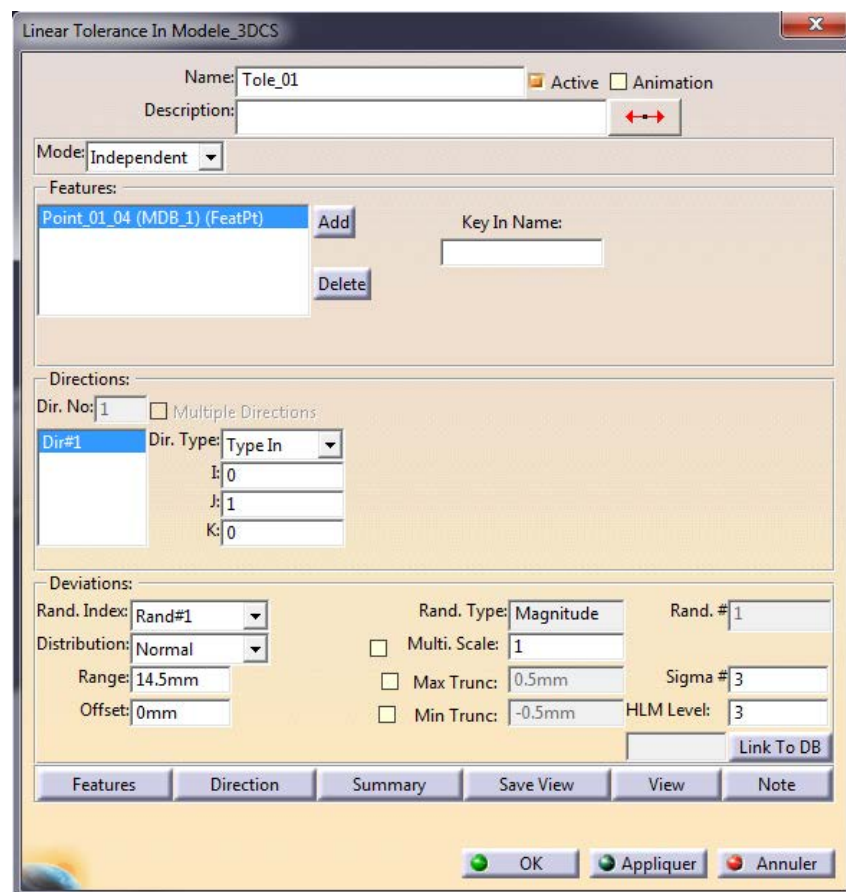 Linear Tolerance In Modele_3DCS
Name: Tole_01 Active Animation
Description:
Mode: Independent
Features:
Point_01_04 (MDB_1) (FeatPt) Add Key In Name:
Delete
Directions:
Dir. No: 1 Multiple Directions
Dir#1 Dir. Type: Type In
I: 0
J: 1
K: 0
Deviations:
Rand. Index: Rand#1 Rand. Type: Magnitude Rand. # 1
Distribution: Normal Multi. Scale: 1
Range: 14.5mm Max Trunc: 0.5mm Sigma # 3
Offset: 0mm Min Trunc: -0.5mm HLM Level: 3
Link To DB
Features Direction Summary Save View View Note
OK Appliquer Annuler